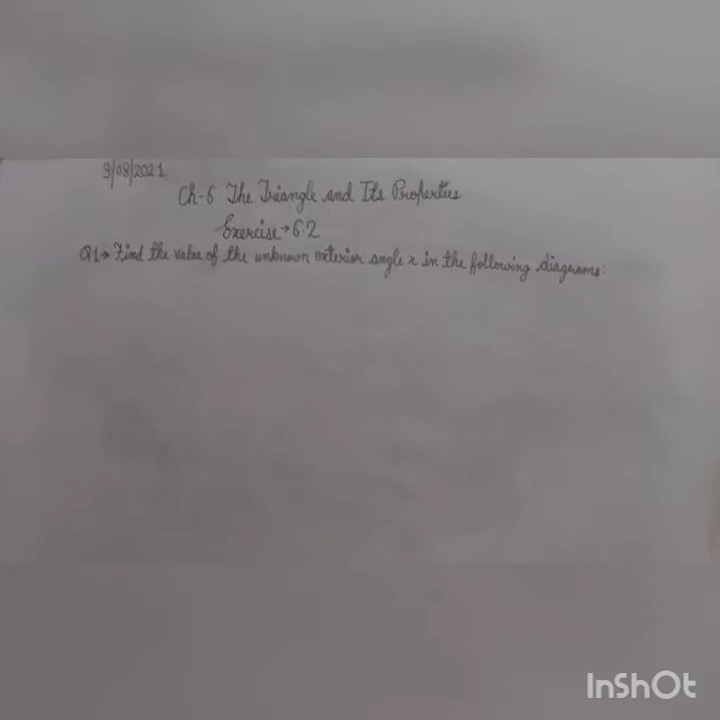 9/08/2021
Ch-6 The Triangle and Its Properties
Exercise→6.2
Q1→ Find the value of the unknown exterior angle x in the following diagrams:
InShOt